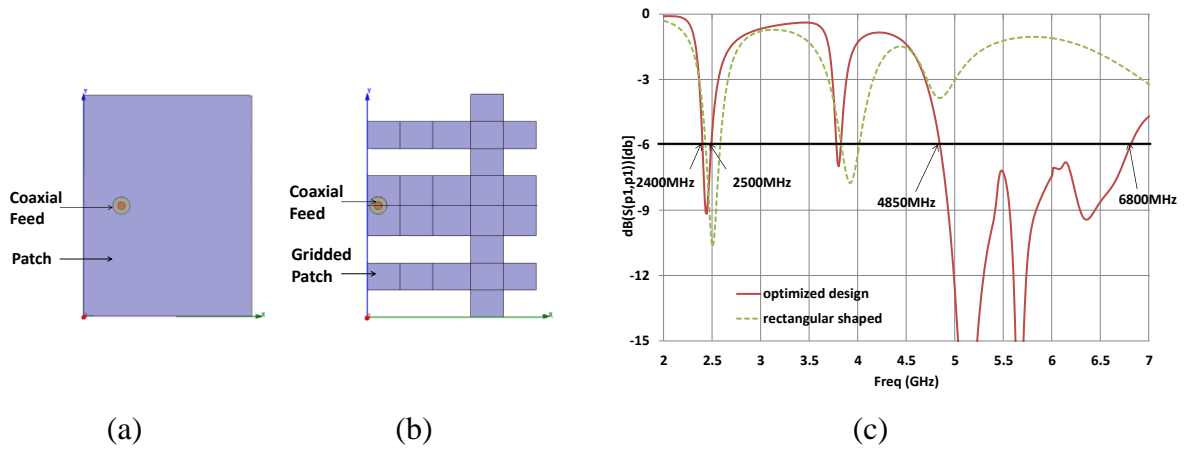 Y
Coaxial
Feed
Patch
X
Y
Coaxial
Feed
Gridded
Patch
X
0
-3
-6
-9
-12
-15
dB(S(p1,p1))[db]
2400MHz
2500MHz
4850MHz
6800MHz
optimized design
rectangular shaped
2 2.5 3 3.5 4 4.5 5 5.5 6 6.5 7
Freq (GHz)
(a) (b) (c)